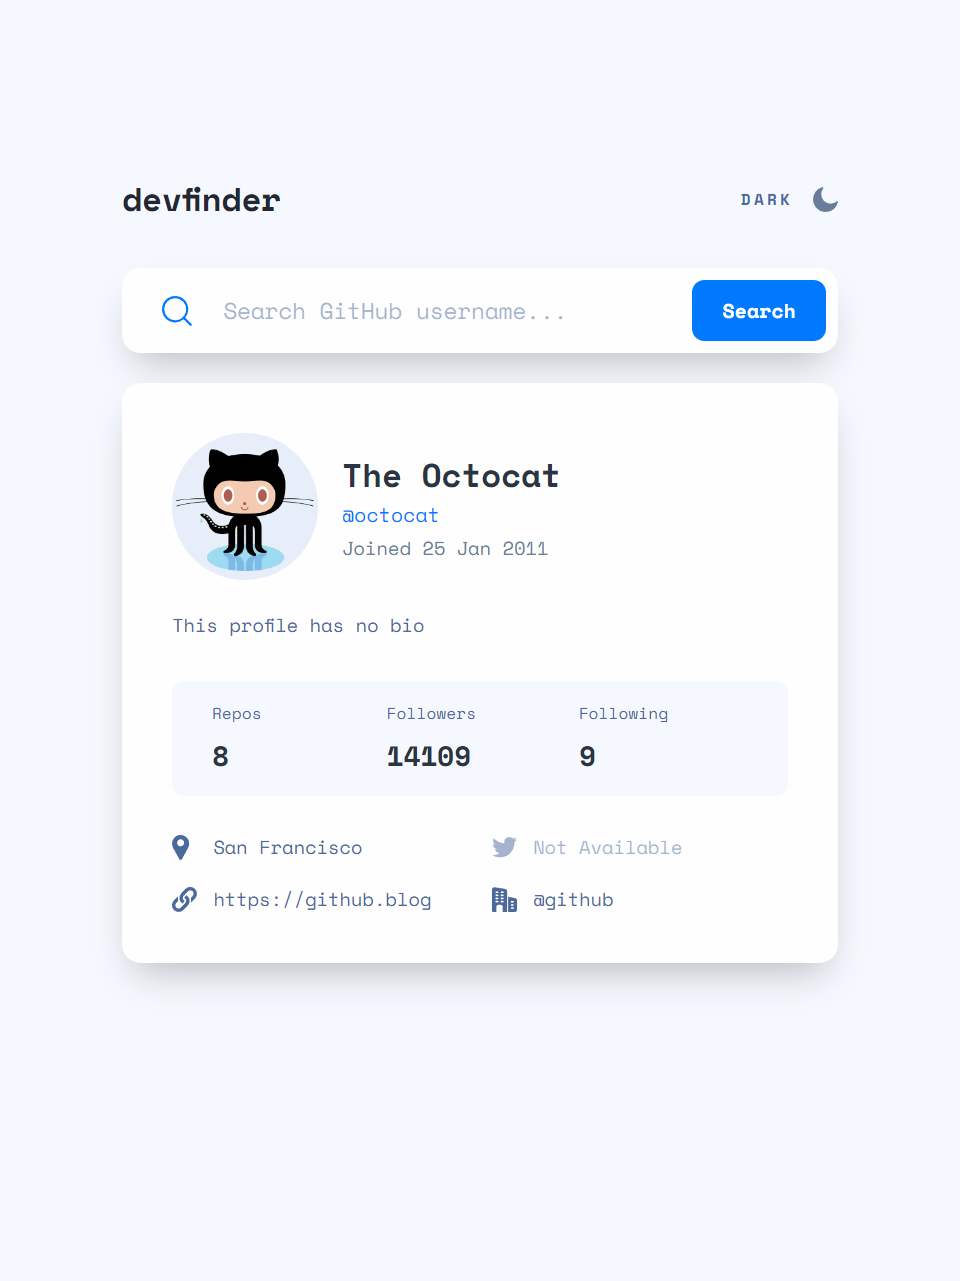 devfinder
DARK
Search GitHub username...
Search
The Octocat
@octocat
Joined 25 Jan 2011
This profile has no bio
Repos Followers Following
8 14109 9
San Francisco Not Available
https://github.blog @github